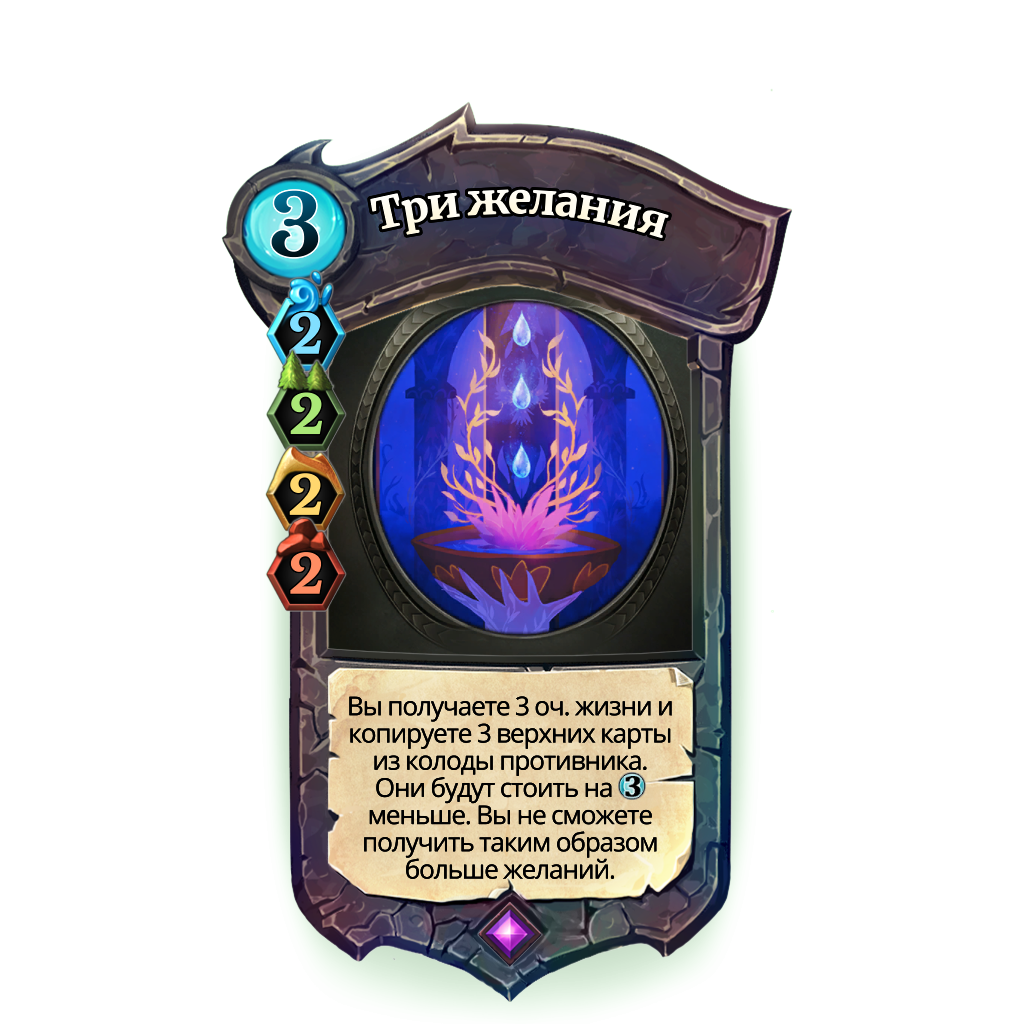 3
Три желания
2
2
2
2
Вы получаете 3 оч. жизни и
копируете 3 верхних карты
из колоды противника.
Они будут стоить на 3
меньше. Вы не сможете
получить таким образом
больше желаний.